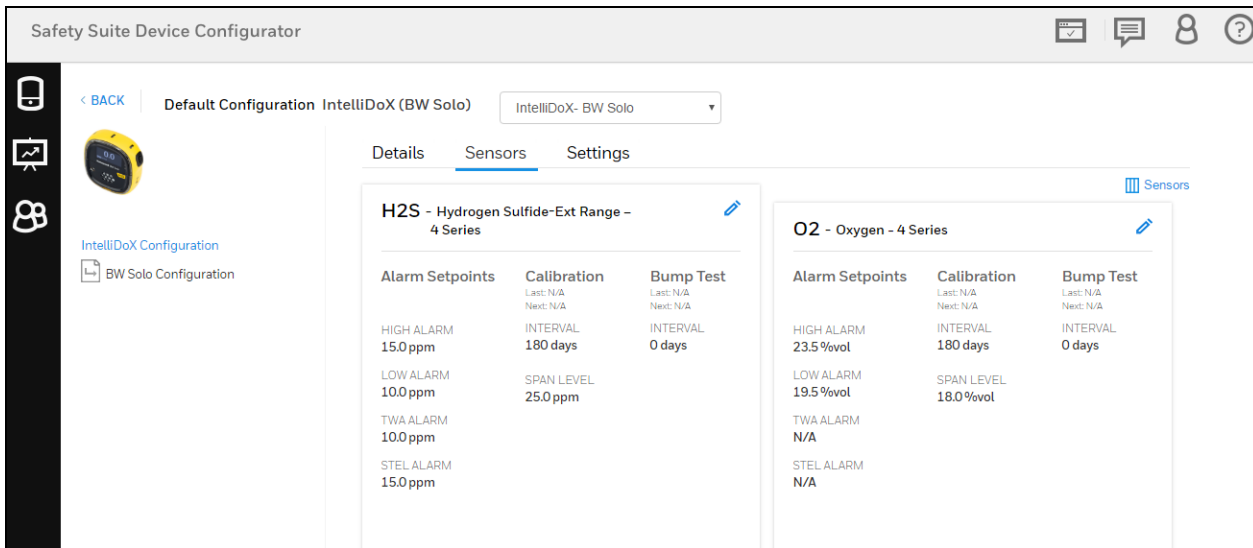 Safety Suite Device Configurator
< BACK
Default Configuration IntelliDoX (BW Solo)
IntelliDoX- BW Solo
Details Sensors Settings
Sensors
IntelliDoX Configuration
BW Solo Configuration
H2S - Hydrogen Sulfide-Ext Range –
4 Series
Alarm Setpoints Calibration Bump Test
Last: N/A Last: N/A
Next: N/A Next: N/A
HIGH ALARM INTERVAL INTERVAL
15.0 ppm 180 days 0 days
LOW ALARM SPAN LEVEL
10.0 ppm 25.0 ppm
TWA ALARM
10.0 ppm
STEL ALARM
15.0 ppm
O2 - Oxygen - 4 Series
Alarm Setpoints Calibration Bump Test
Last: N/A Last: N/A
Next: N/A Next: N/A
HIGH ALARM INTERVAL INTERVAL
23.5 %vol 180 days 0 days
LOW ALARM SPAN LEVEL
19.5 %vol 18.0 %vol
TWA ALARM
N/A
STEL ALARM
N/A